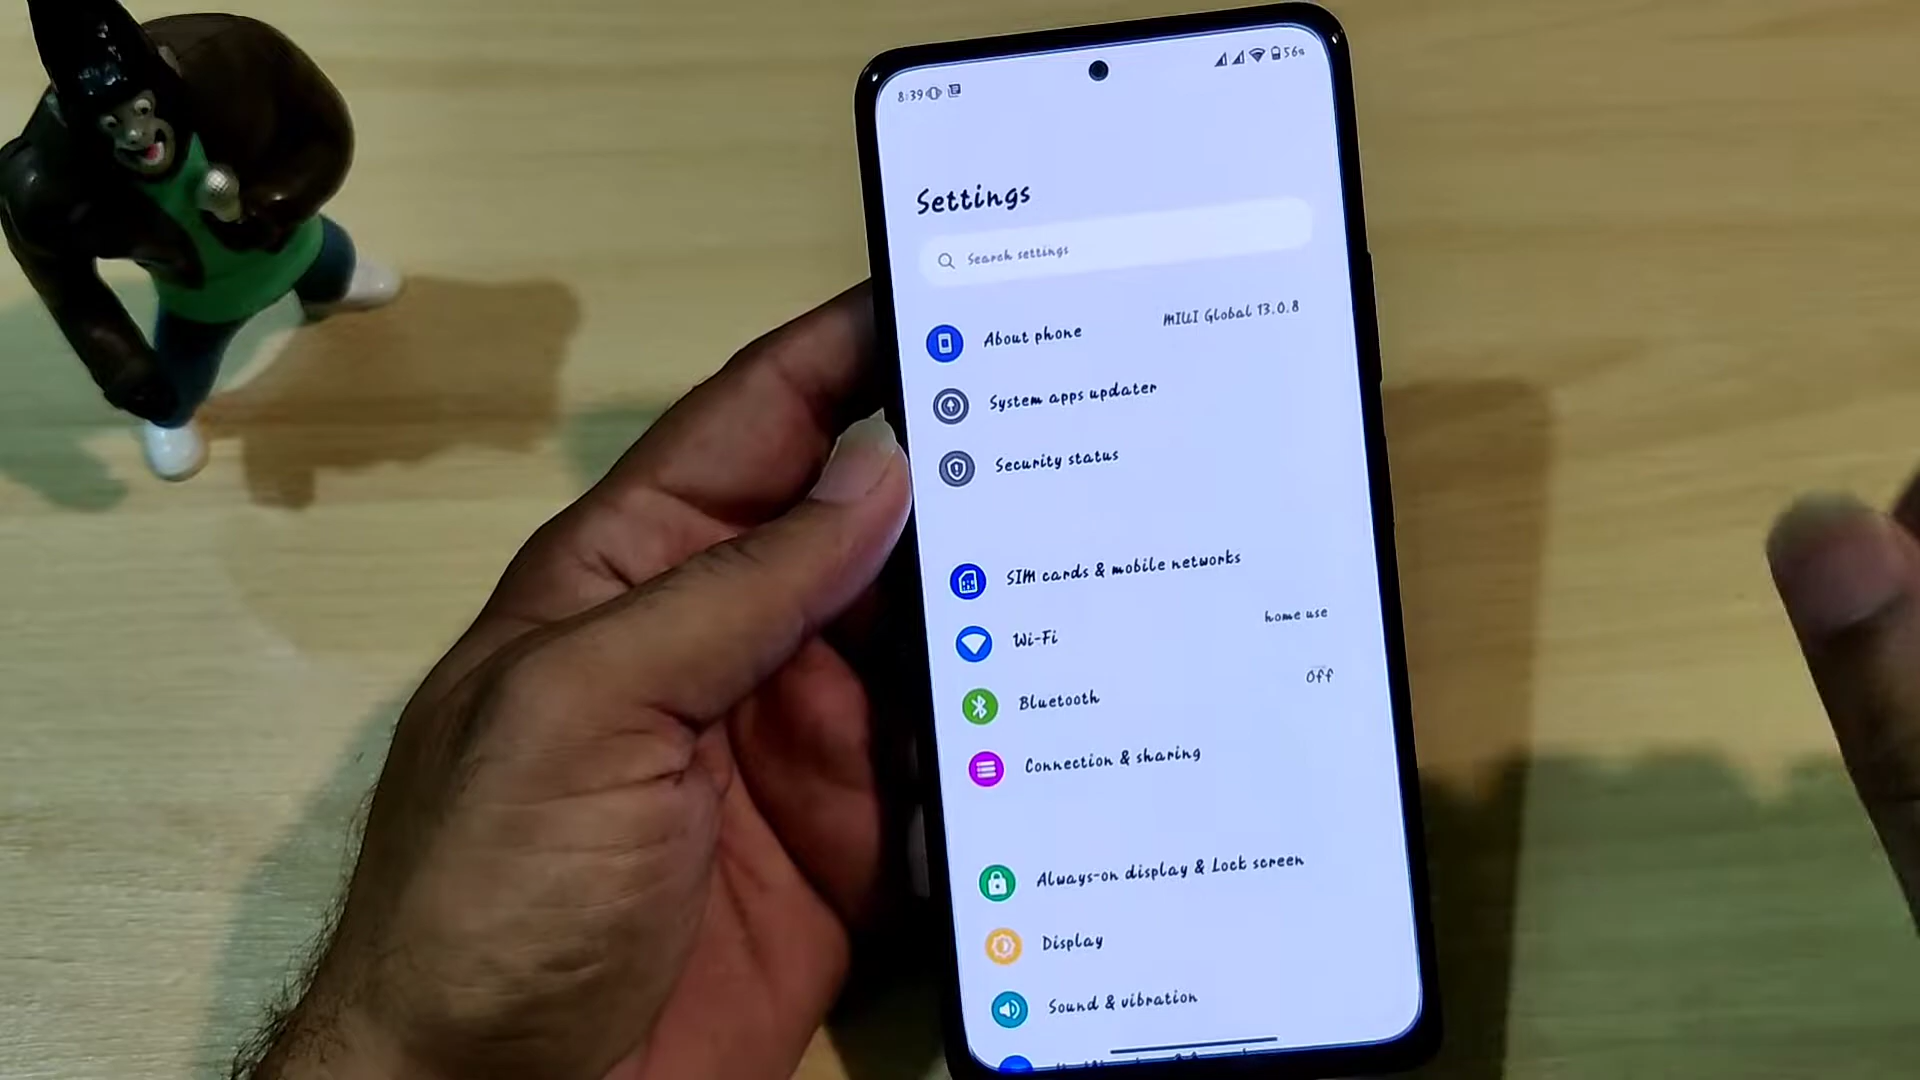 8:39
56%
Settings
Search settings
About phone
MIUI Global 13.0.8
System apps updater
Security status
SIM cards & mobile networks
Wi-Fi
home use
Bluetooth
Off
Connection & sharing
Always-on display & Lock screen
Display
Sound & vibration